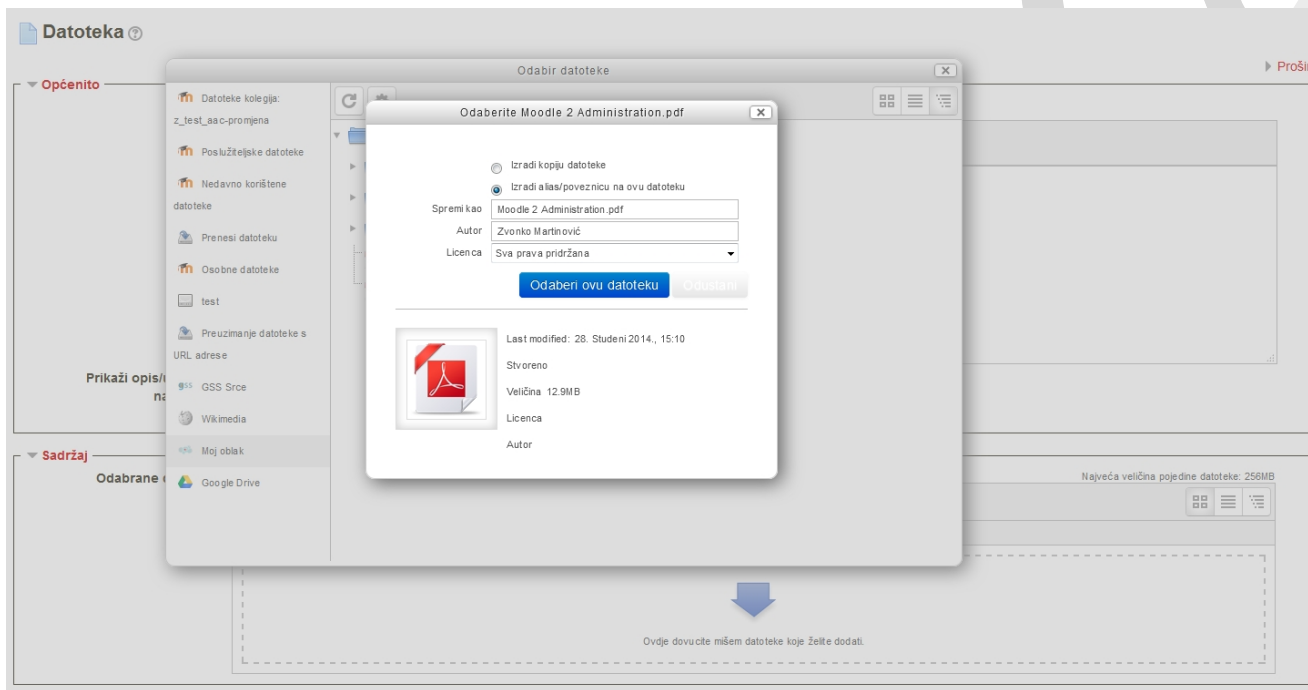 Datoteka
Odabir datoteke
Općenito
Datoteke kolegija:
z_test_aac-promjena
Poslužiteljske datoteke
Nedavno korištene
datoteke
Prenesi datoteku
Osobne datoteke
test
Preuzimanje datoteke s
URL adrese
GSS Srce
Wikimedia
Moj oblak
Google Drive
Odaberite Moodle 2 Administration.pdf
Izradi kopiju datoteke
Izradi alias/poveznicu na ovu datoteku
Spremi kao Moodle 2 Administration.pdf
Autor Zvonko Martinović
Licenca Sva prava pridržana
Odaberi ovu datoteku Odustani
Last modified: 28. Studeni 2014., 15:10
Stvoreno
Veličina 12.9MB
Licenca
Autor
Prikaži
Sadržaj
Odabrane
Najveća veličina pojedine datoteke: 256MB
Ovdje dovucite mišem datoteke koje želite dodati.